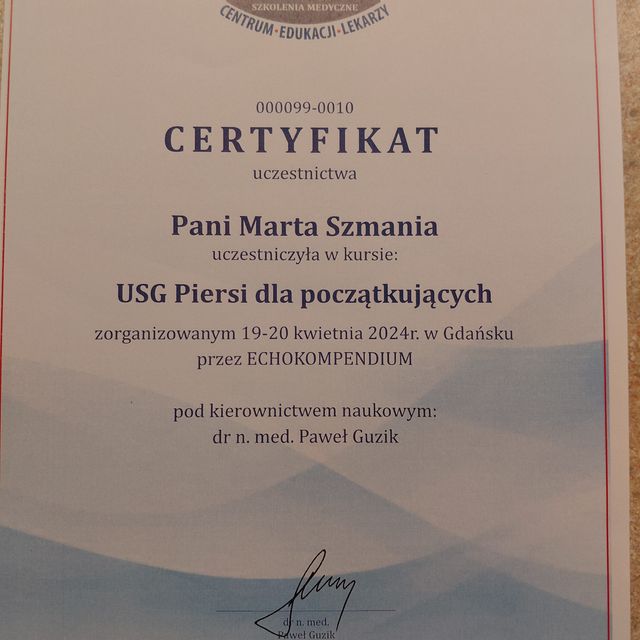 SZKOLENIA MEDYCZNE
CENTRUM•EDUKACJI•LEKARZY
000099-0010
CERTYFIKAT
uczestnictwa
Pani Marta Szmania
uczestniczyła w kursie:
USG Piersi dla początkujących
zorganizowanym 19-20 kwietnia 2024r. w Gdańsku
przez ECHOKOMPENDIUM
pod kierownictwem naukowym:
dr n. med. Paweł Guzik
dr n. med.
Paweł Guzik